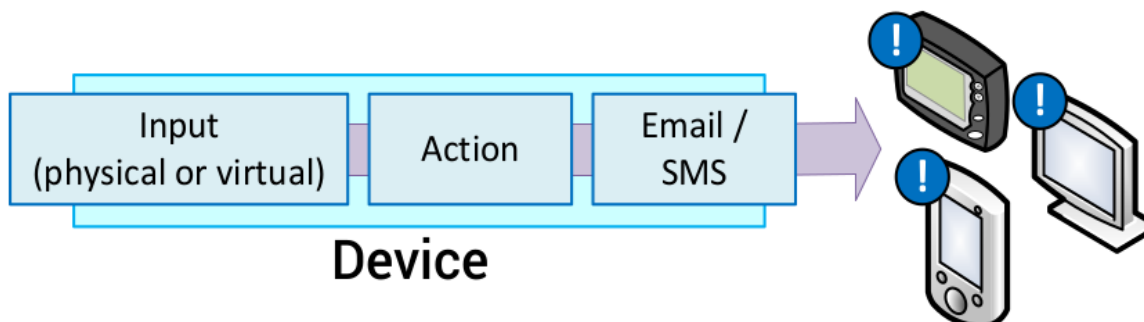 Input
(physical or virtual)
Action
Email /
SMS
Device
!
!
!